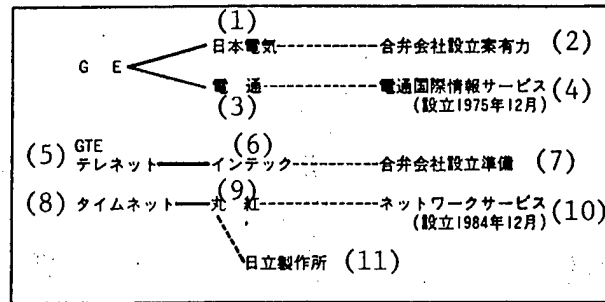 (1)
日本電気 合弁会社設立案有力 (2)
G E
電 通 電通国際情報サービス (4)
(3) (設立1975年12月)
GTE (6)
(5) テレネット インテック 合弁会社設立準備 (7)
(9)
(8) タイムネット 丸 紅 ネットワークサービス (10)
(設立1984年12月)
日立製作所 (11)